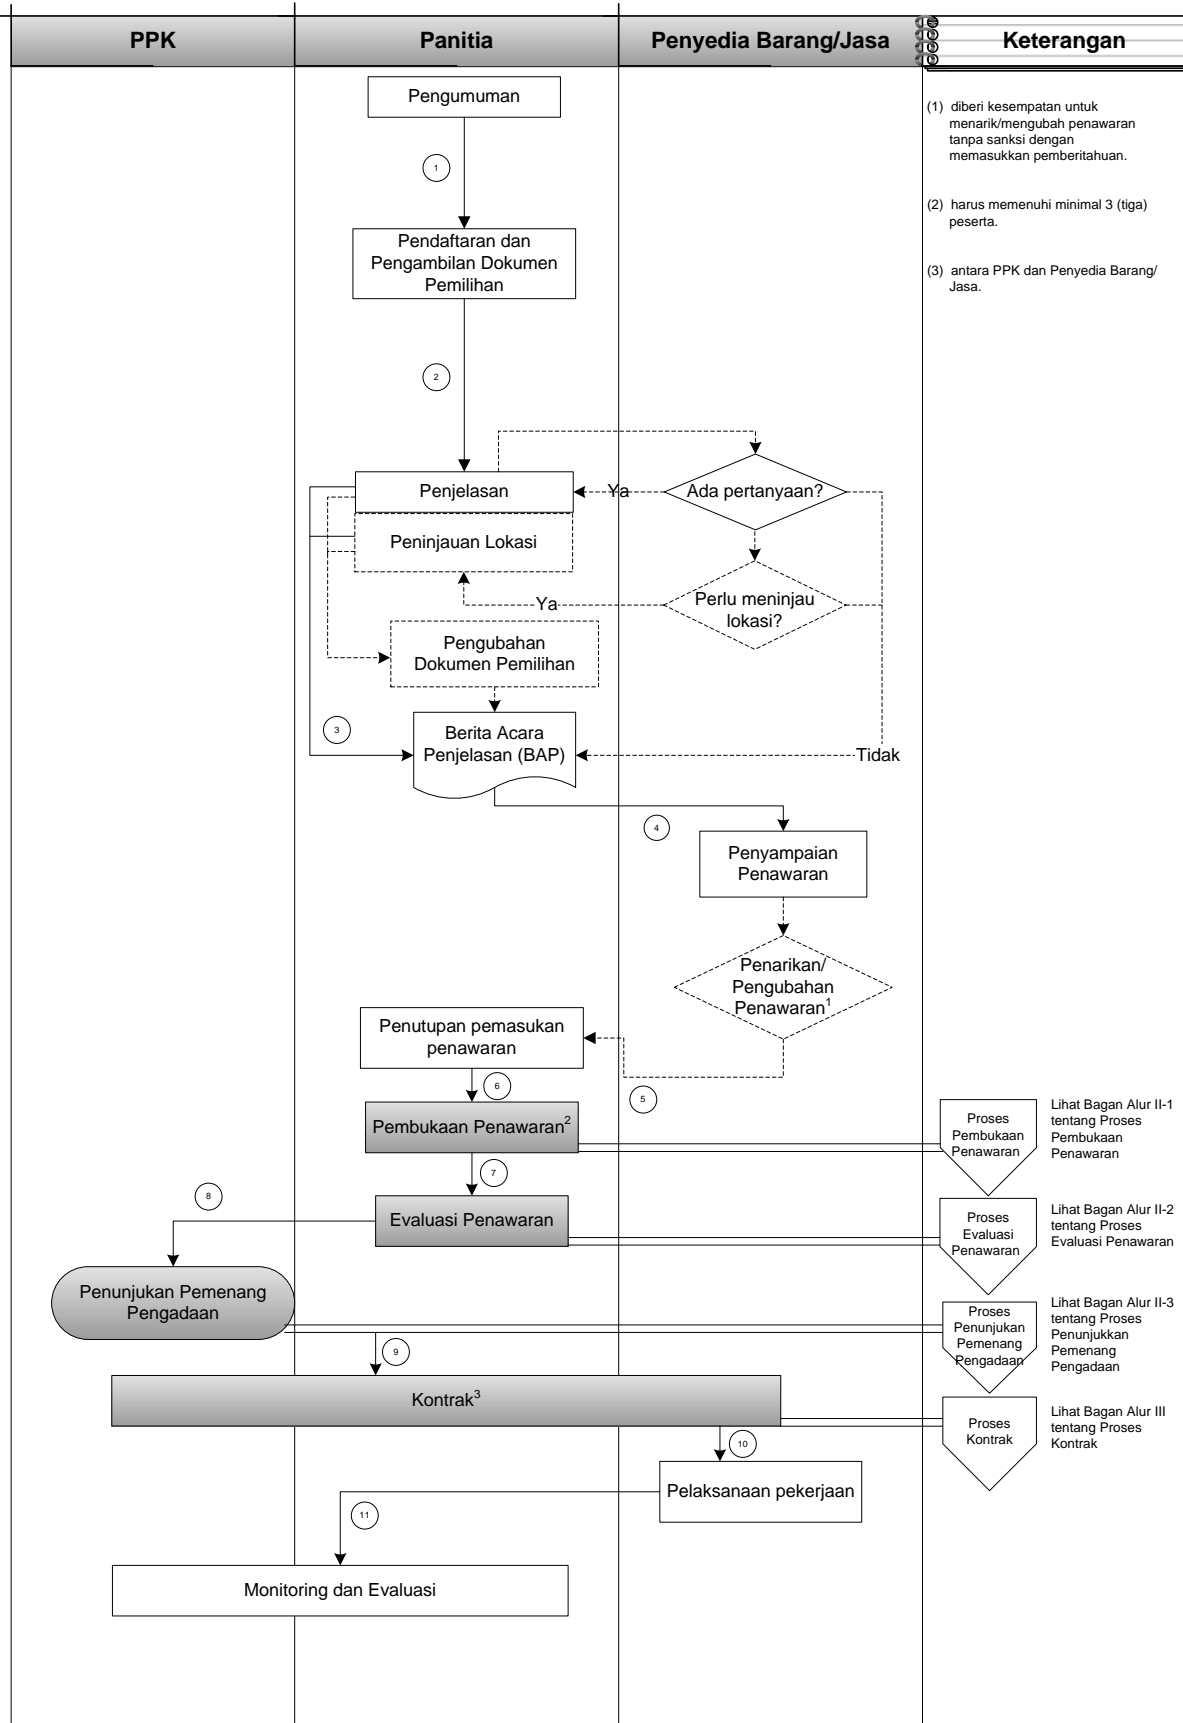 PPK
Panitia
Penyedia Barang/Jasa
Keterangan
Pengumuman
(1) diberi kesempatan untuk
menarik/mengubah penawaran
tanpa sanksi dengan
memasukkan pemberitahuan.
1
(2) harus memenuhi minimal 3 (tiga)
peserta.
Pendaftaran dan
Pengambilan Dokumen
Pemilihan
(3) antara PPK dan Penyedia Barang/
Jasa.
2
Penjelasan
Ya
Ada pertanyaan?
Peninjauan Lokasi
Ya
Perlu meninjau
lokasi?
Pengubahan
Dokumen Pemilihan
3
Berita Acara
Penjelasan (BAP)
Tidak
4
Penyampaian
Penawaran
Penarikan/
Pengubahan
Penawaran1
Penutupan pemasukan
penawaran
6
5
Pembukaan Penawaran2
Proses
Pembukaan
Penawaran
Lihat Bagan Alur II-1
tentang Proses
Pembukaan
Penawaran
7
8
Evaluasi Penawaran
Proses
Evaluasi
Penawaran
Lihat Bagan Alur II-2
tentang Proses
Evaluasi Penawaran
Penunjukan Pemenang
Pengadaan
Proses
Penunjukan
Pemenang
Pengadaan
Lihat Bagan Alur II-3
tentang Proses
Penunjukkan
Pemenang
Pengadaan
9
Kontrak3
Proses
Kontrak
Lihat Bagan Alur III
tentang Proses
Kontrak
10
Pelaksanaan pekerjaan
11
Monitoring dan Evaluasi